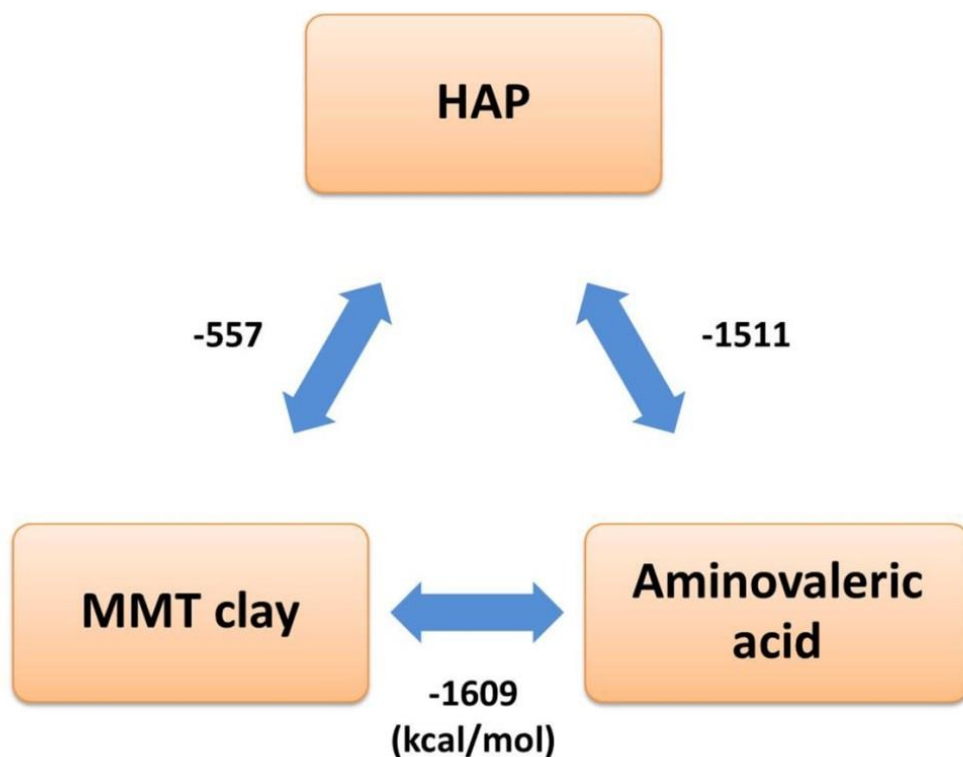 HAP
-557
-1511
MMT clay
Aminovaleric
acid
-1609
(kcal/mol)